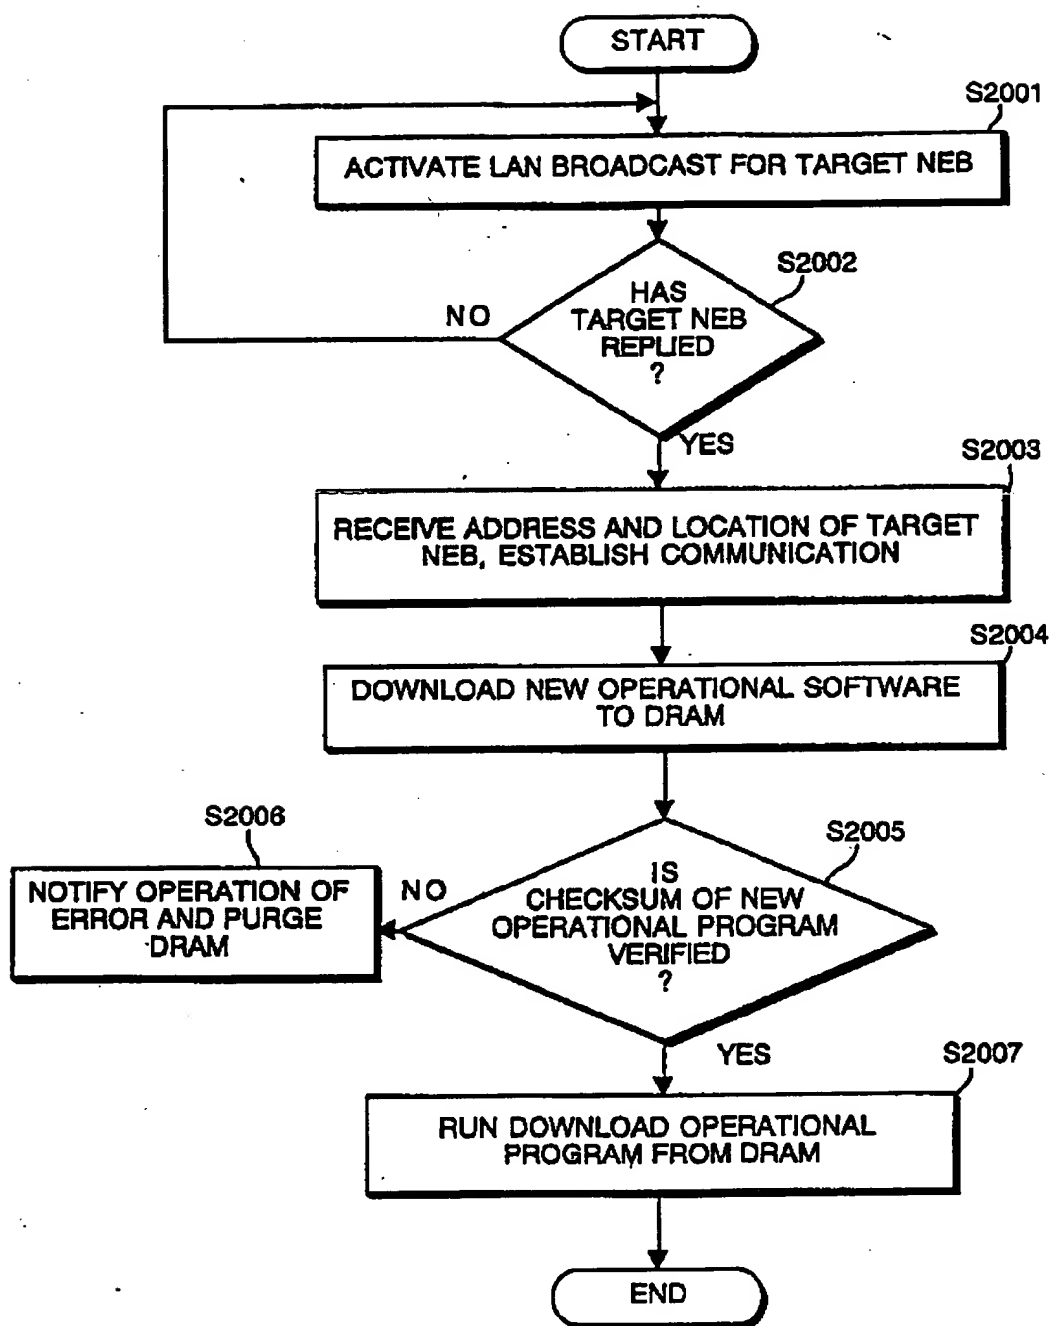 START
S2001
ACTIVATE LAN BROADCAST FOR TARGET NEB
S2002
HAS
TARGET NEB
REPLIED
?
NO
YES
S2003
RECEIVE ADDRESS AND LOCATION OF TARGET
NEB, ESTABLISH COMMUNICATION
S2004
DOWNLOAD NEW OPERATIONAL SOFTWARE
TO DRAM
S2005
IS
CHECKSUM OF NEW
OPERATIONAL PROGRAM
VERIFIED
?
NO
S2006
NOTIFY OPERATION OF
ERROR AND PURGE
DRAM
YES
S2007
RUN DOWNLOAD OPERATIONAL
PROGRAM FROM DRAM
END